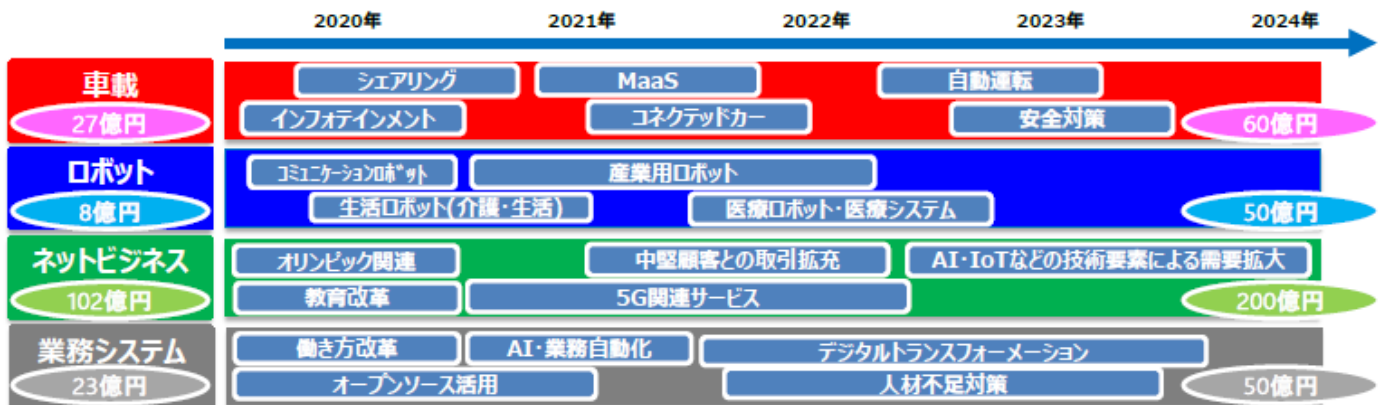 2020年 2021年 2022年 2023年 2024年
車載
27億円
シェアリング MaaS 自動運転
インフォテインメント コネクテッドカー 安全対策 60億円
ロボット
8億円
コミュニケーションロボット 産業用ロボット
生活ロボット(介護・生活) 医療ロボット・医療システム 50億円
ネットビジネス
102億円
オリンピック関連 中堅顧客との取引拡充 AI・IoTなどの技術要素による需要拡大
教育改革 5G関連サービス 200億円
業務システム
23億円
働き方改革 AI・業務自動化 デジタルトランスフォーメーション
オープンソース活用 人材不足対策 50億円